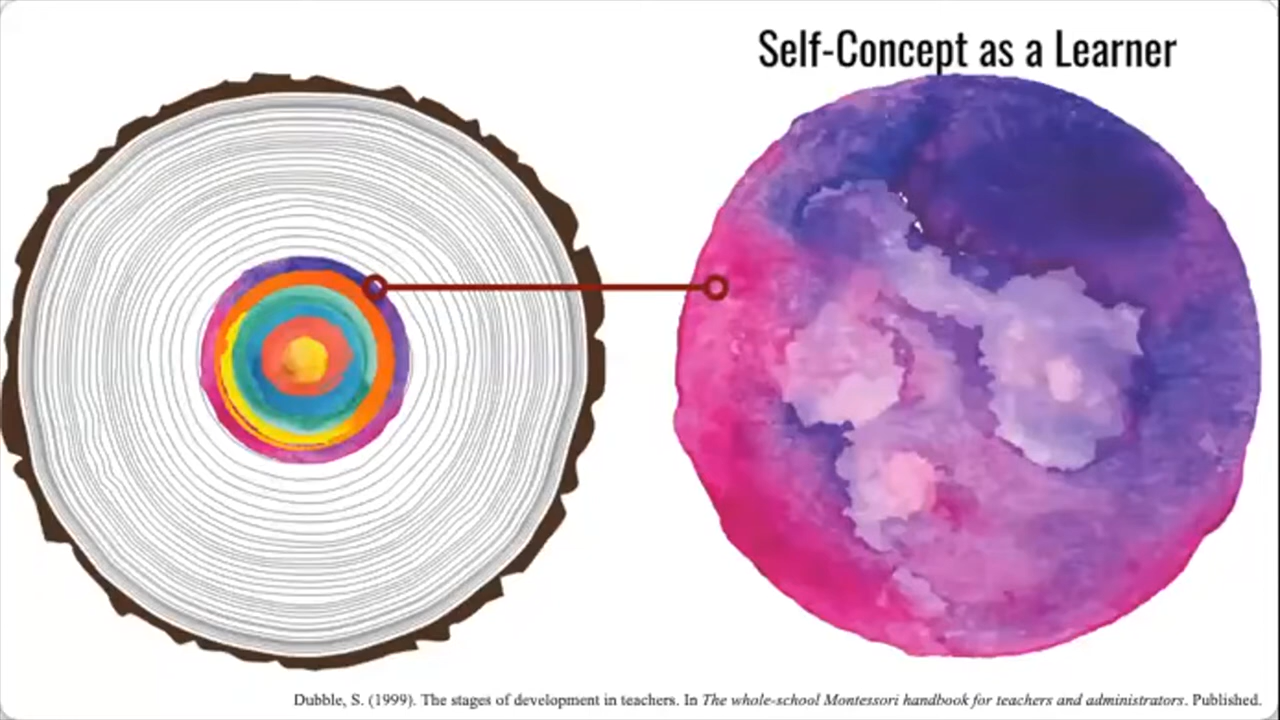 Self-Concept as a Learner
Dubble, S. (1999). The stages of development in teachers. In The whole-school Montessori handbook for teachers and administrators. Published.